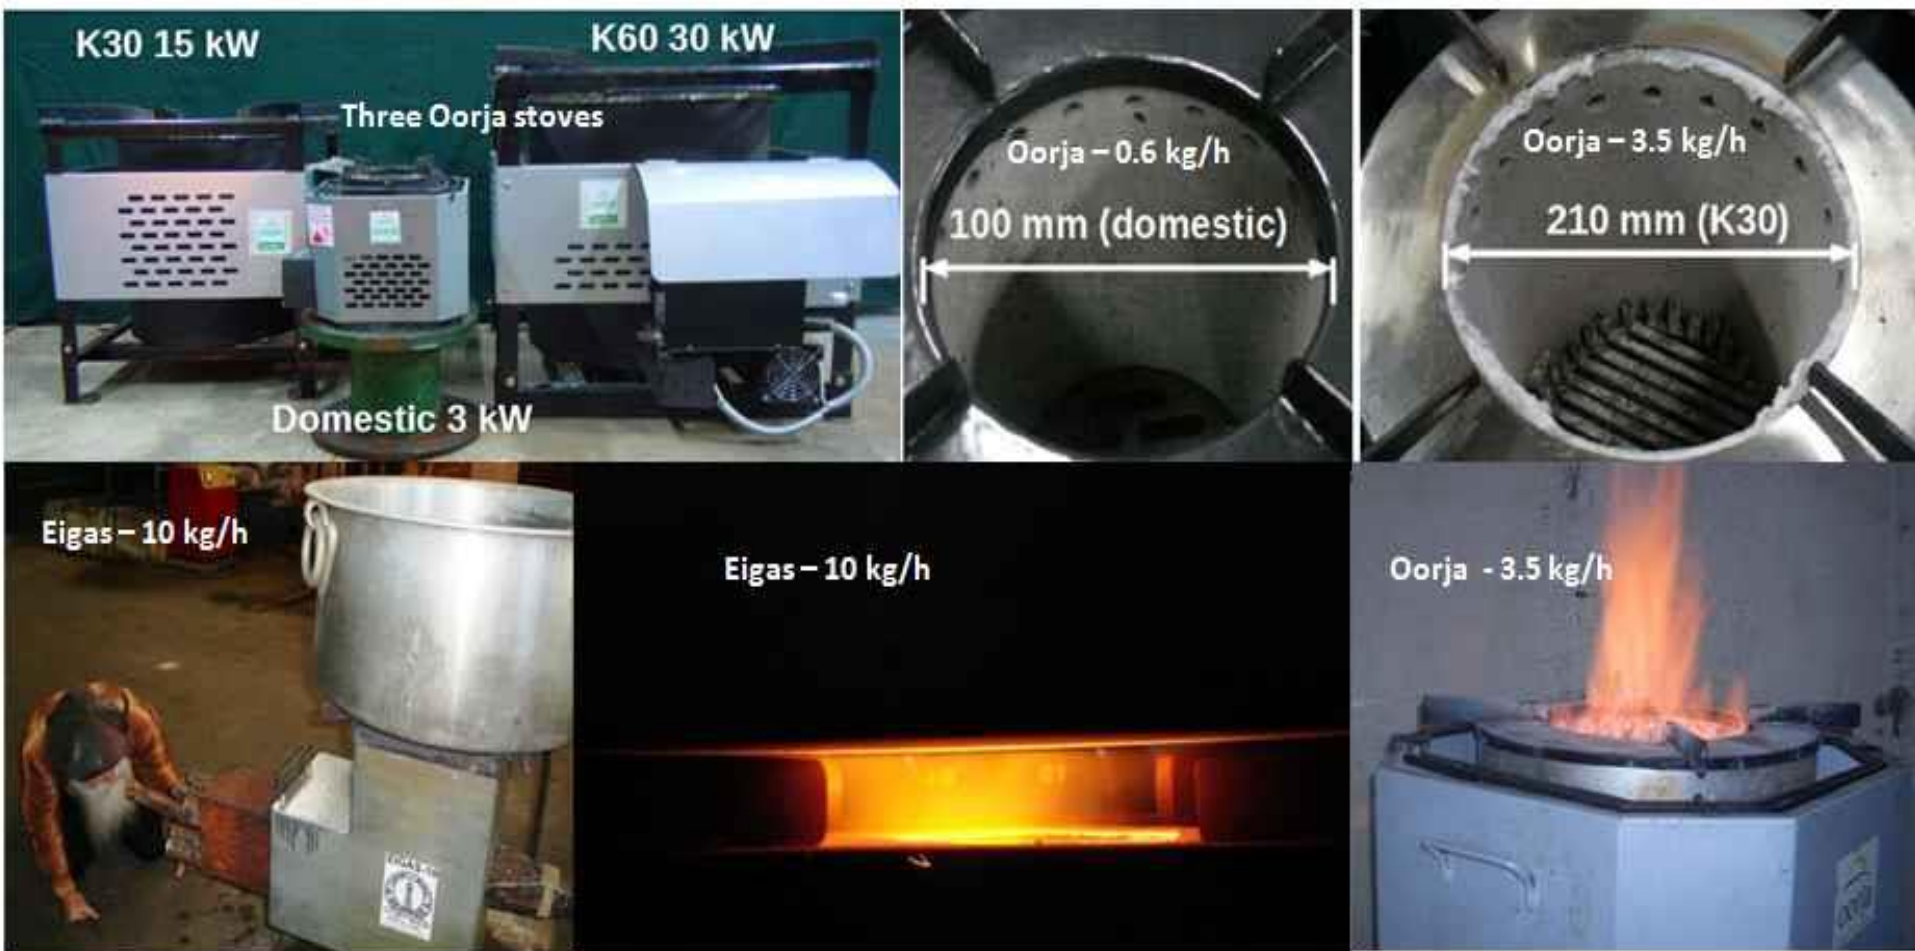 K30 15 kW
K60 30 kW
Three Oorja stoves
Domestic 3 kW
Oorja – 0.6 kg/h
100 mm (domestic)
Oorja – 3.5 kg/h
210 mm (K30)
Eigas – 10 kg/h
Eigas – 10 kg/h
Oorja - 3.5 kg/h
oorja